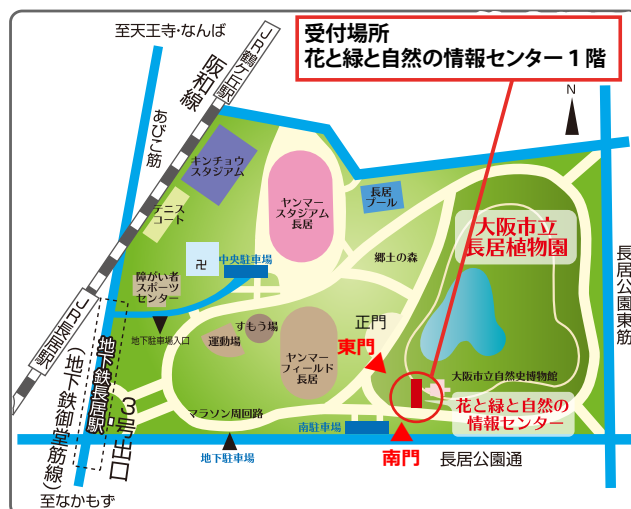 受付場所
花と緑と自然の情報センター1階
至天王寺・なんば
JR鶴ケ丘駅
阪和線
あびこ筋
N
キンチョウ
スタジアム
テニス
コート
ヤンマー
スタジアム
長居
長居
プール
大阪市立
長居植物園
長居公園東筋
郷土の森
卍
中央駐車場
障がい者
スポーツ
センター
地下駐車場入口
すもう場
運動場
ヤンマー
フィールド
長居
正門
東門
大阪市立自然史博物館
花と緑と自然の
情報センター
JR長居駅
地下鉄長居駅
(地下鉄御堂筋線)
3号出口
マラソン周回路
地下駐車場
南駐車場
南門
長居公園通
至なかもず